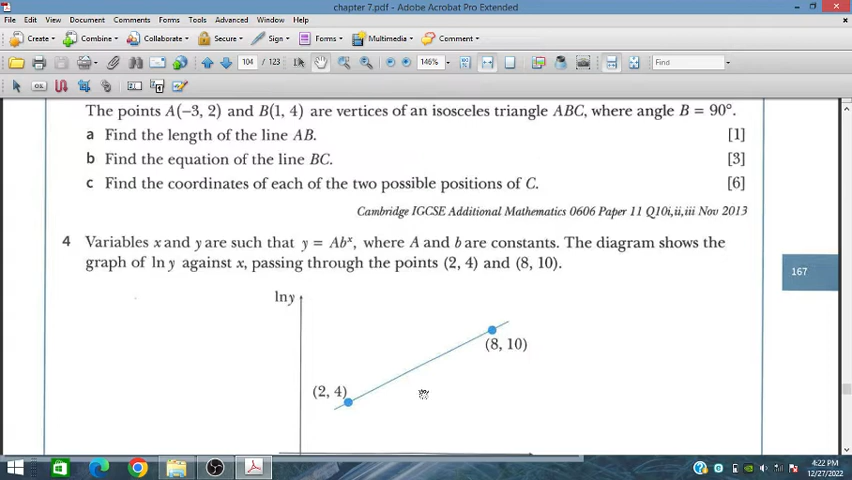 chapter 7.pdf - Adobe Acrobat Pro Extended
File Edit View Document Comments Forms Tools Advanced Window Help
Create Combine Collaborate Secure Sign Forms Multimedia Comment
104 / 123 146% Find
The points A(−3, 2) and B(1, 4) are vertices of an isosceles triangle ABC, where angle B = 90°.
a Find the length of the line AB. [1]
b Find the equation of the line BC. [3]
c Find the coordinates of each of the two possible positions of C. [6]
Cambridge IGCSE Additional Mathematics 0606 Paper 11 Q10i,ii,iii Nov 2013
4 Variables x and y are such that y = Abˣ, where A and b are constants. The diagram shows the
graph of ln y against x, passing through the points (2, 4) and (8, 10).
167
ln y
(8, 10)
(2, 4)
4:22 PM
12/27/2022